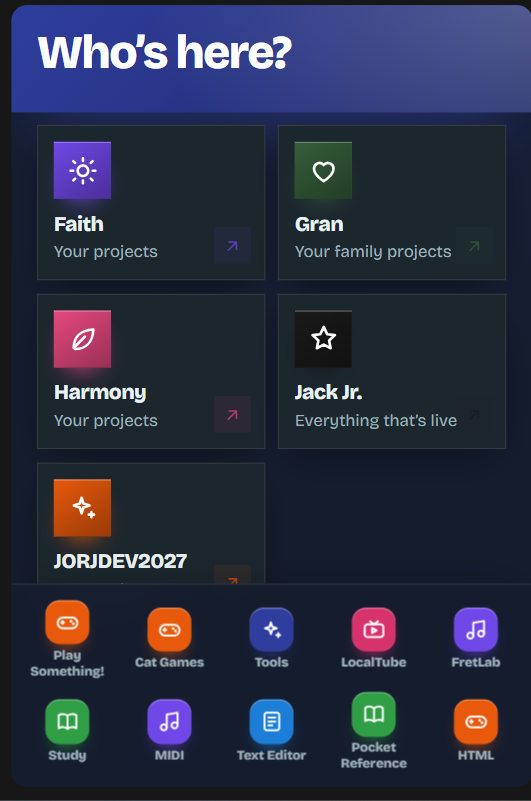 Who's here?
Faith
Your projects
Gran
Your family projects
Harmony
Your projects
Jack Jr.
Everything that's live
JORJDEV2027
Play
Something!
Cat Games
Tools
LocalTube
FretLab
Study
MIDI
Text Editor
Pocket
Reference
HTML